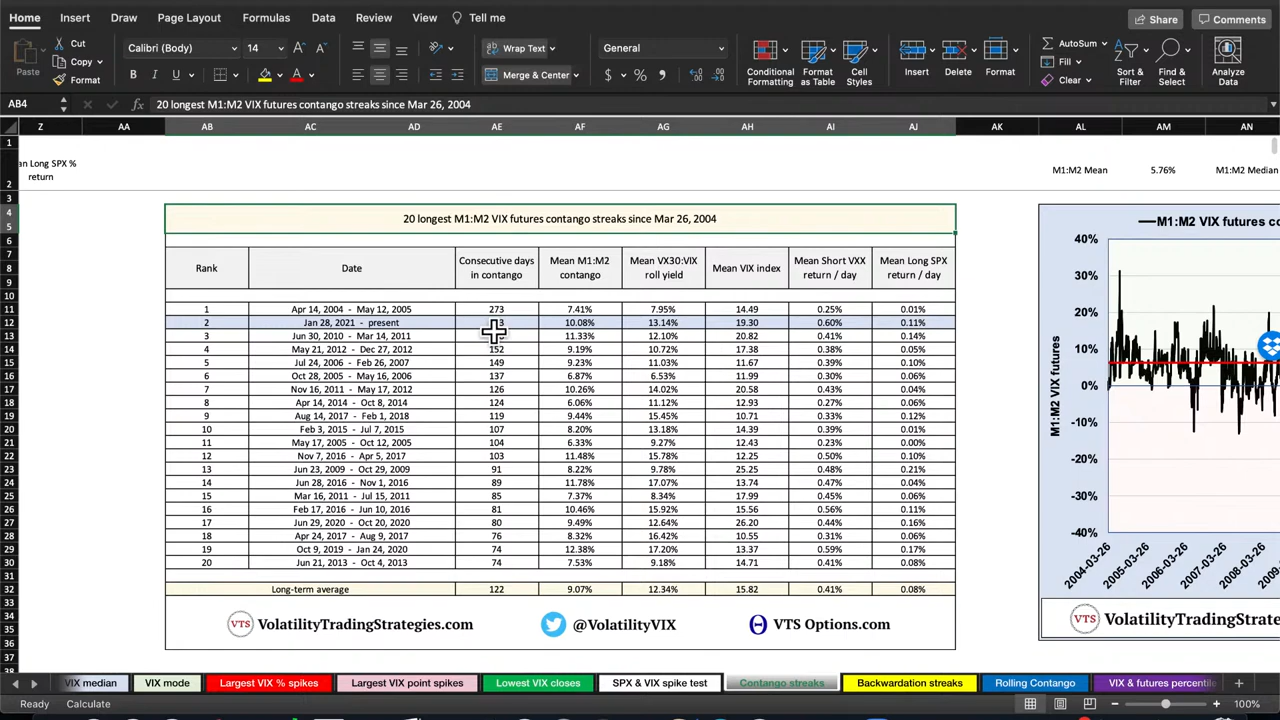 Home Insert Draw Page Layout Formulas Data Review View Tell me Share Comments
Cut Calibri (Body) 14 A A Wrap Text General AutoSum
Paste Copy Fill
Format B I U A Merge & Center $ % Conditional Formatting Format as Table Cell Styles Insert Delete Format Clear Sort & Filter Find & Select Analyze Data
AB4 fx 20 longest M1:M2 VIX futures contango streaks since Mar 26, 2004
Z AA AB AC AD AE AF AG AH AI AJ AK AL AM AN
an Long SPX % return M1:M2 Mean 5.76% M1:M2 Median
20 longest M1:M2 VIX futures contango streaks since Mar 26, 2004
Rank Date Consecutive days in contango Mean M1:M2 contango Mean VX30:VIX roll yield Mean VIX index Mean Short VXX return / day Mean Long SPX return / day
1 Apr 14, 2004 - May 12, 2005 273 7.41% 7.95% 14.49 0.25% 0.01%
2 Jan 28, 2021 - present 10.08% 13.14% 19.30 0.60% 0.11%
3 Jun 30, 2010 - Mar 14, 2011 11.33% 12.10% 20.82 0.41% 0.14%
4 May 21, 2012 - Dec 27, 2012 152 9.19% 10.72% 17.38 0.38% 0.05%
5 Jul 24, 2006 - Feb 26, 2007 149 9.23% 11.03% 11.67 0.39% 0.10%
6 Oct 28, 2005 - May 16, 2006 137 6.87% 6.53% 11.99 0.30% 0.06%
7 Nov 16, 2011 - May 17, 2012 126 10.26% 14.02% 20.58 0.43% 0.04%
8 Apr 14, 2014 - Oct 8, 2014 124 6.06% 11.12% 12.93 0.27% 0.06%
9 Aug 14, 2017 - Feb 1, 2018 119 9.44% 15.45% 10.71 0.33% 0.12%
10 Feb 3, 2015 - Jul 7, 2015 107 8.20% 13.18% 14.39 0.39% 0.01%
11 May 17, 2005 - Oct 12, 2005 104 6.33% 9.27% 12.43 0.23% 0.00%
12 Nov 7, 2016 - Apr 5, 2017 103 11.48% 15.78% 12.25 0.50% 0.10%
13 Jun 23, 2009 - Oct 29, 2009 91 8.22% 9.78% 25.25 0.48% 0.21%
14 Jun 28, 2016 - Nov 1, 2016 89 11.78% 17.07% 13.74 0.47% 0.04%
15 Mar 16, 2011 - Jul 15, 2011 85 7.37% 8.34% 17.99 0.45% 0.06%
16 Feb 17, 2016 - Jun 10, 2016 81 10.46% 15.92% 15.56 0.56% 0.11%
17 Jun 29, 2020 - Oct 20, 2020 80 9.49% 12.64% 26.20 0.44% 0.16%
18 Apr 24, 2017 - Aug 9, 2017 76 8.32% 16.42% 10.55 0.31% 0.06%
19 Oct 9, 2019 - Jan 24, 2020 74 12.38% 17.20% 13.37 0.59% 0.17%
20 Jun 21, 2013 - Oct 4, 2013 74 7.53% 9.18% 14.71 0.41% 0.08%
Long-term average 122 9.07% 12.34% 15.82 0.41% 0.08%
VTS VolatilityTradingStrategies.com @VolatilityVIX VTS Options.com
M1:M2 VIX futures co
40%
30%
20%
10%
0%
-10%
-20%
-30%
-40%
M1:M2 VIX futures
2004-03-26 2005-03-26 2006-03-26 2007-03-26 2008-03-26 2009-
VTS VolatilityTradingStrate
VIX median VIX mode Largest VIX % spikes Largest VIX point spikes Lowest VIX closes SPX & VIX spike test Contango streaks Backwardation streaks Rolling Contango VIX & futures percentile
Ready Calculate 100%